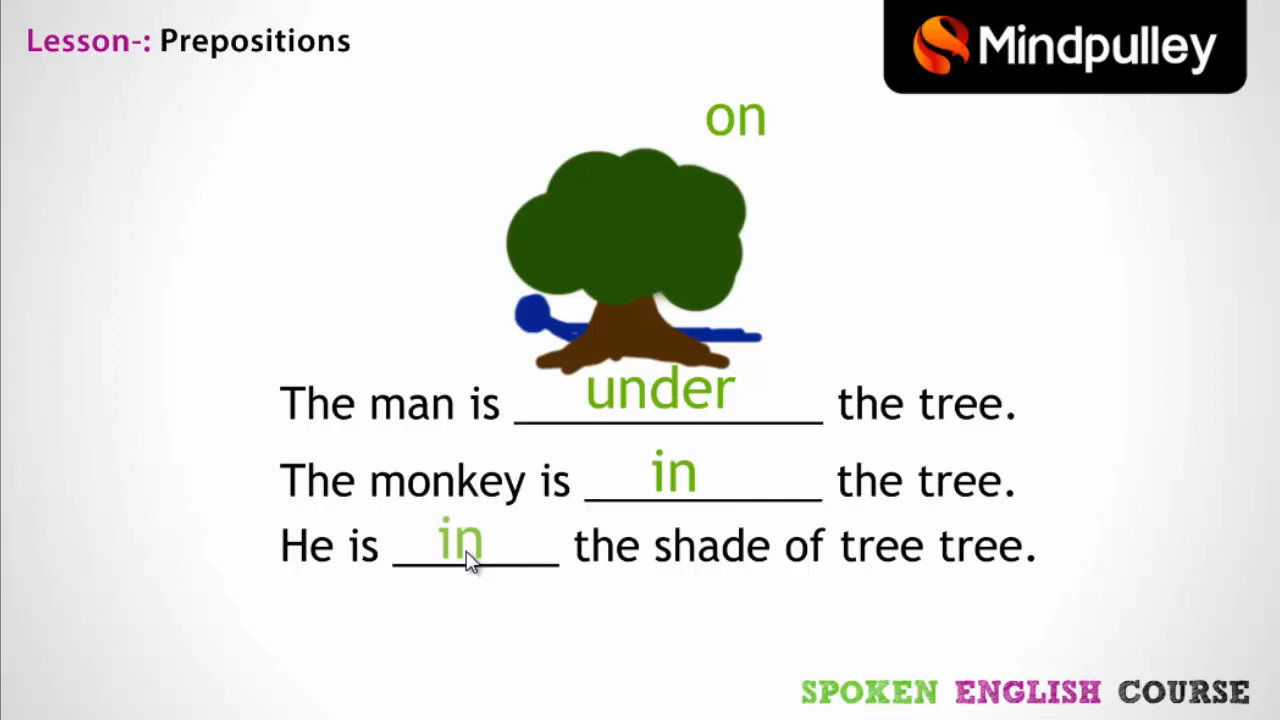 Lesson-: Prepositions
Mindpulley
on
The man is under the tree.
The monkey is in the tree.
He is in the shade of tree tree.
SPOKEN ENGLISH COURSE